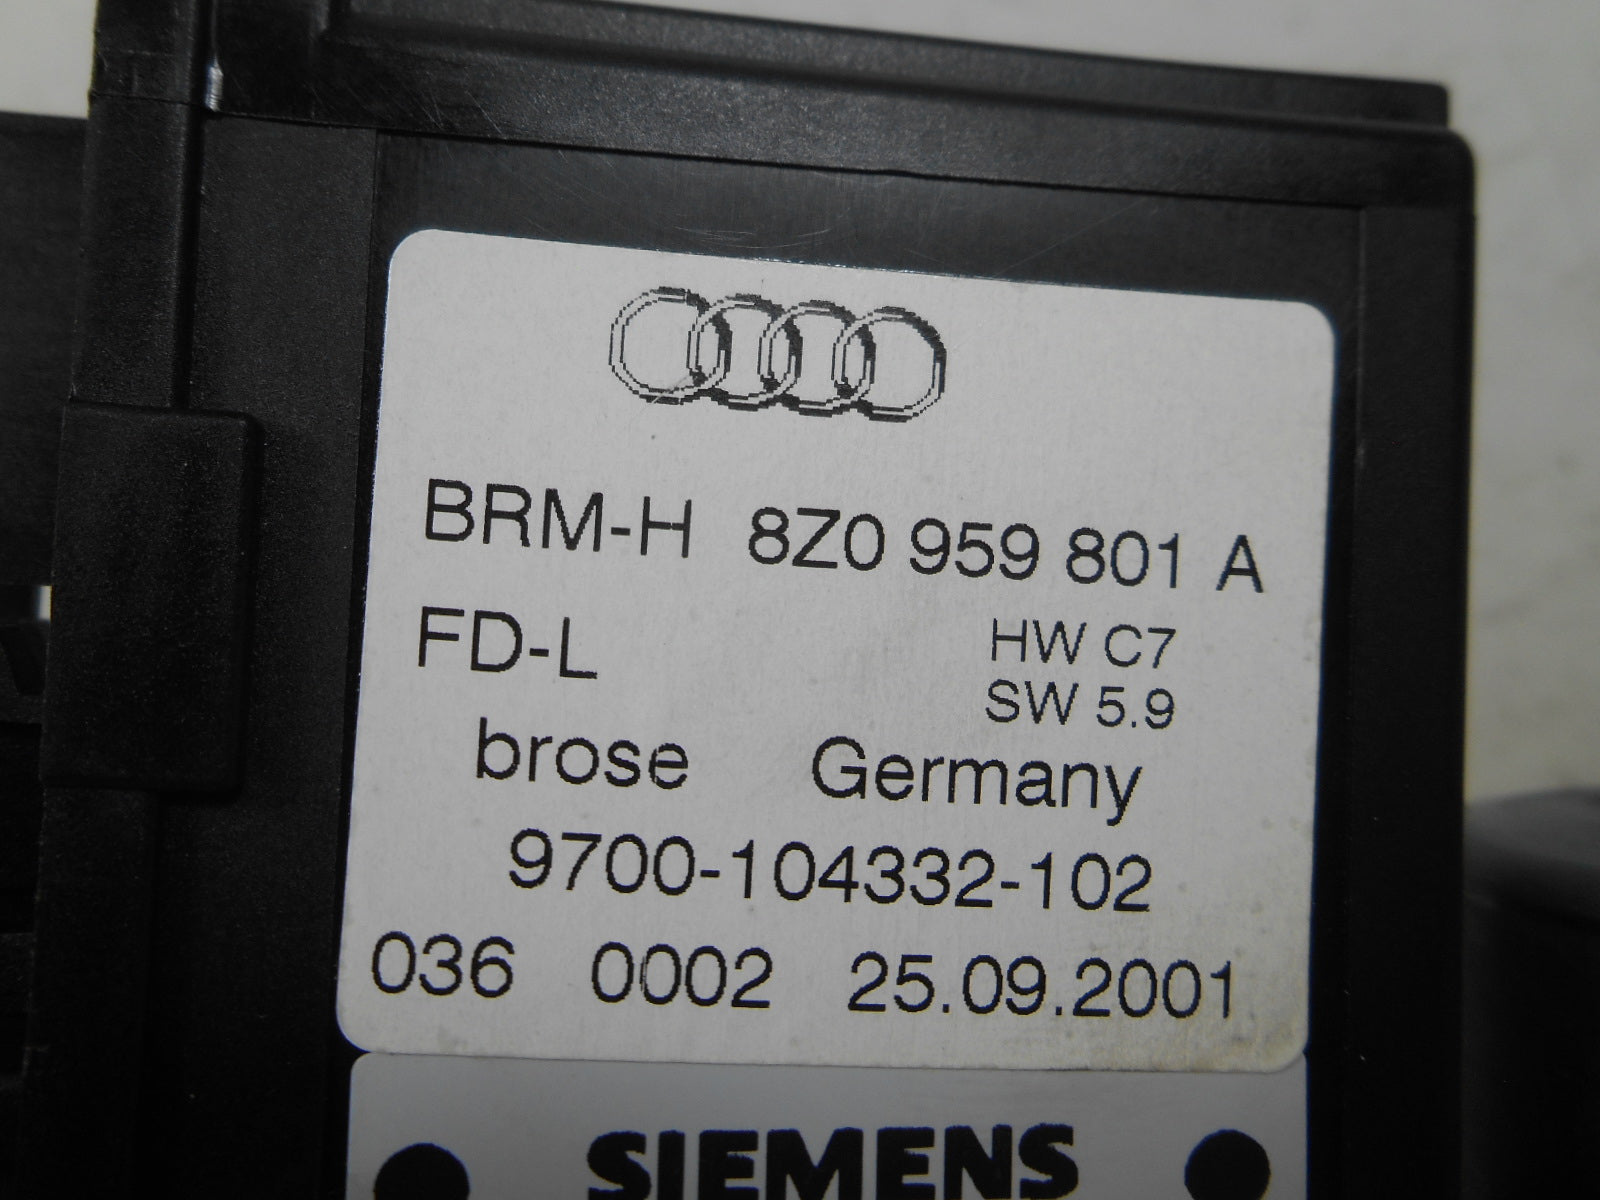 BRM-H 8Z0 959 801 A
FD-L HW C7
SW 5.9
brose Germany
9700-104332-102
036 0002 25.09.2001
SIEMENS